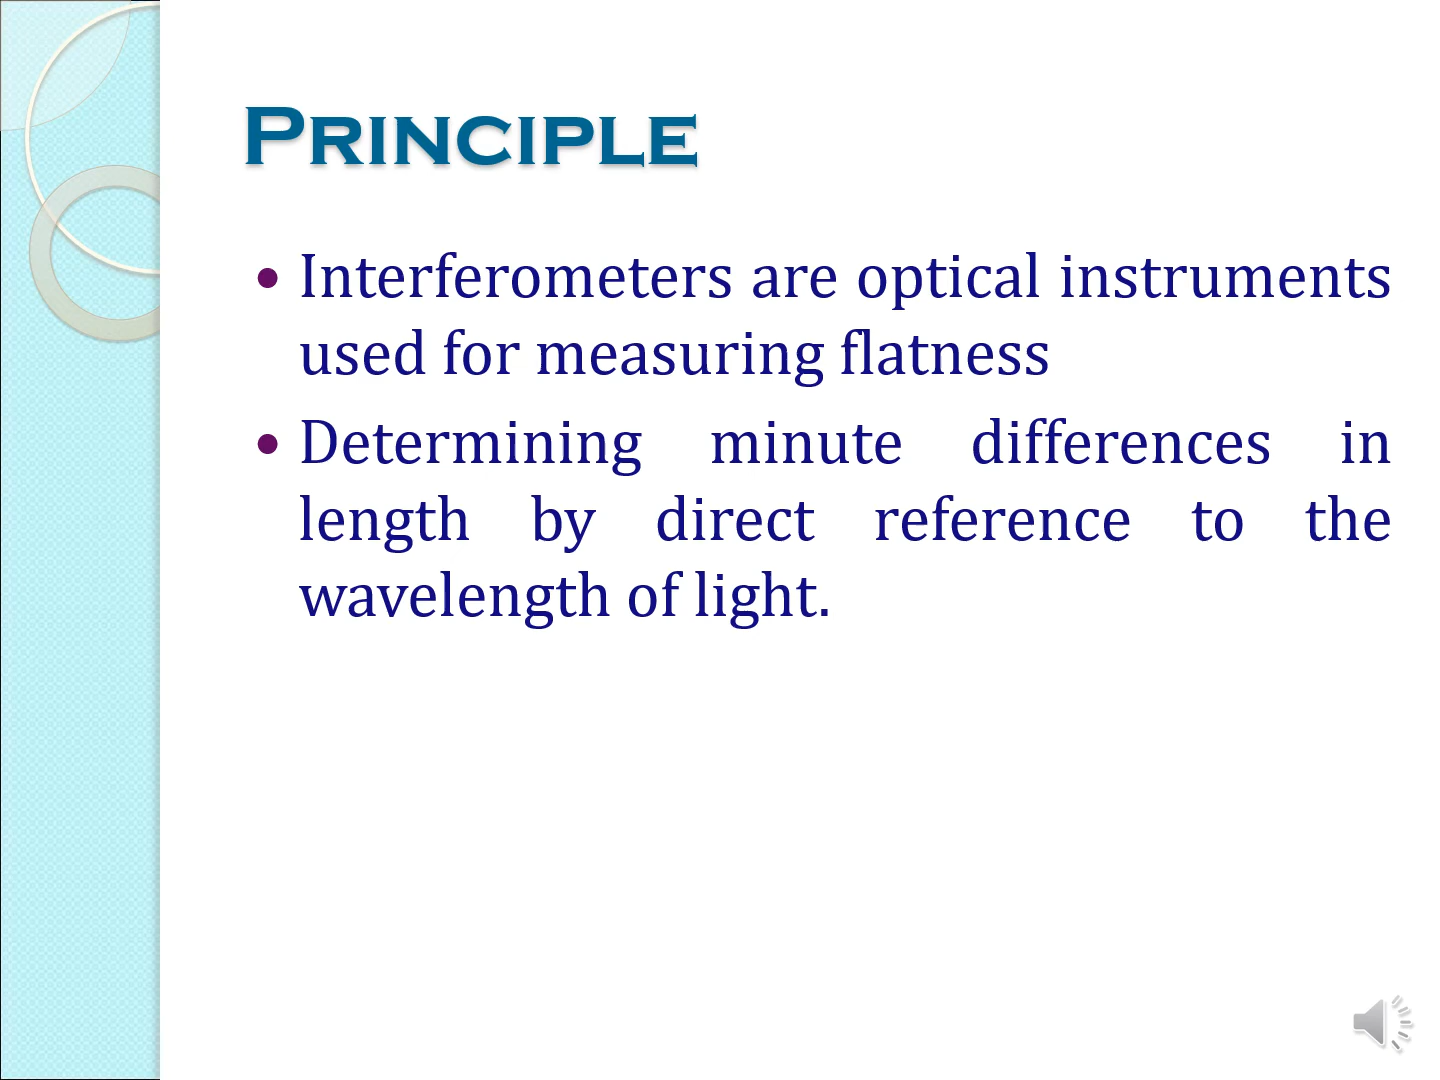 PRINCIPLE
• Interferometers are optical instruments
used for measuring flatness
• Determining minute differences in
length by direct reference to the
wavelength of light.